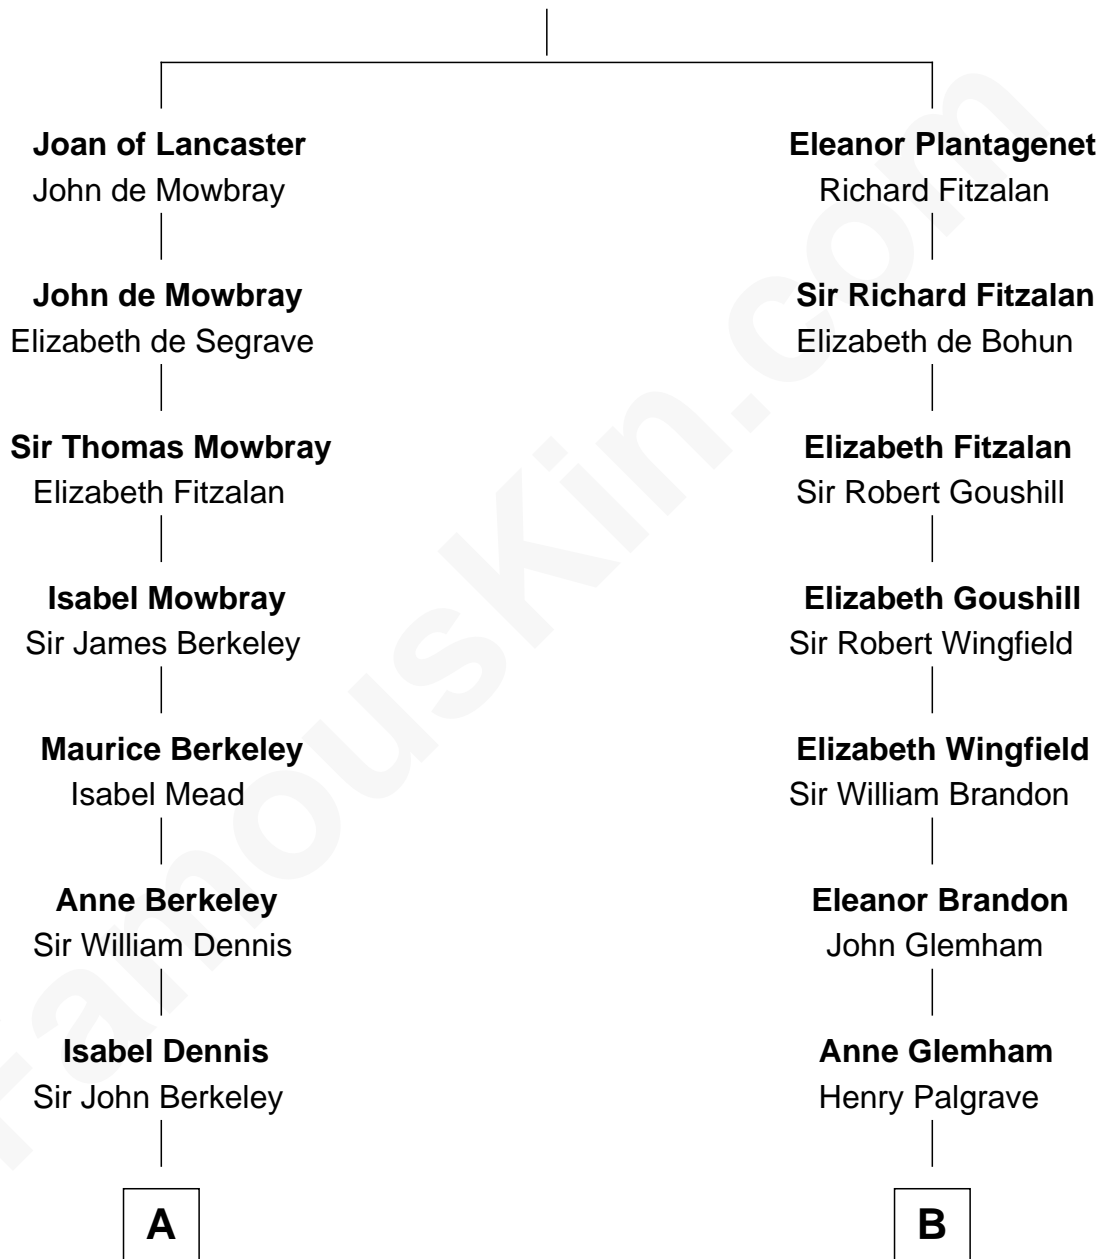 Joan of Lancaster
John de Mowbray
John de Mowbray
Elizabeth de Segrave
Sir Thomas Mowbray
Elizabeth Fitzalan
Isabel Mowbray
Sir James Berkeley
Maurice Berkeley
Isabel Mead
Anne Berkeley
Sir William Dennis
Isabel Dennis
Sir John Berkeley
A
Eleanor Plantagenet
Richard Fitzalan
Sir Richard Fitzalan
Elizabeth de Bohun
Elizabeth Fitzalan
Sir Robert Goushill
Elizabeth Goushill
Sir Robert Wingfield
Elizabeth Wingfield
Sir William Brandon
Eleanor Brandon
John Glemham
Anne Glemham
Henry Palgrave
B
FamousKin.com